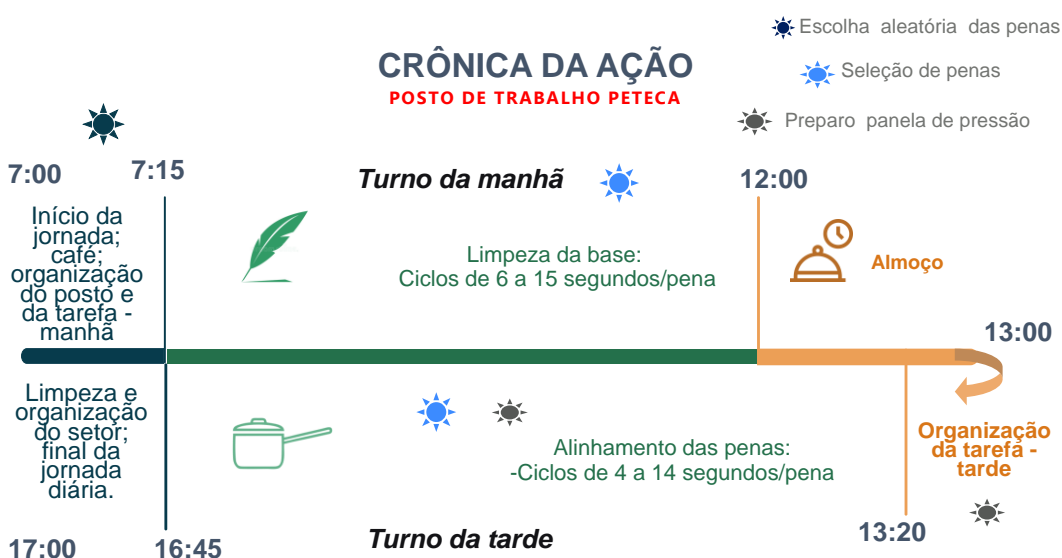 Escolha aleatória das penas
CRÔNICA DA AÇÃO
POSTO DE TRABALHO PETECA
Seleção de penas
Preparo panela de pressão
7:00
7:15
Turno da manhã
12:00
Início da
jornada;
café;
organização
do posto e
da tarefa -
manhã
Limpeza da base:
Ciclos de 6 a 15 segundos/pena
Almoço
13:00
Limpeza e
organização
do setor;
final da
jornada
diária.
Alinhamento das penas:
-Ciclos de 4 a 14 segundos/pena
Organização
da tarefa -
tarde
13:20
17:00
16:45
Turno da tarde